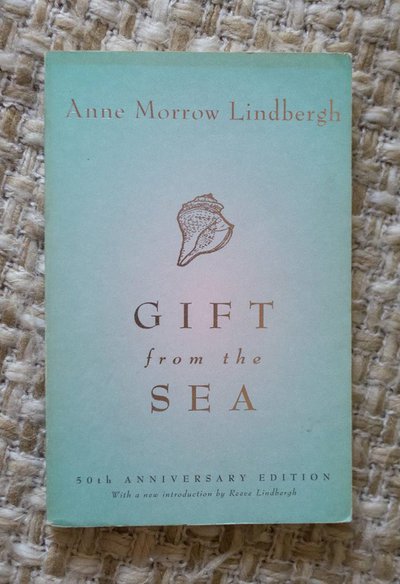 Anne Morrow Lindbergh
GIFT
from the
SEA
50th ANNIVERSARY EDITION
With a new introduction by Reeve Lindbergh